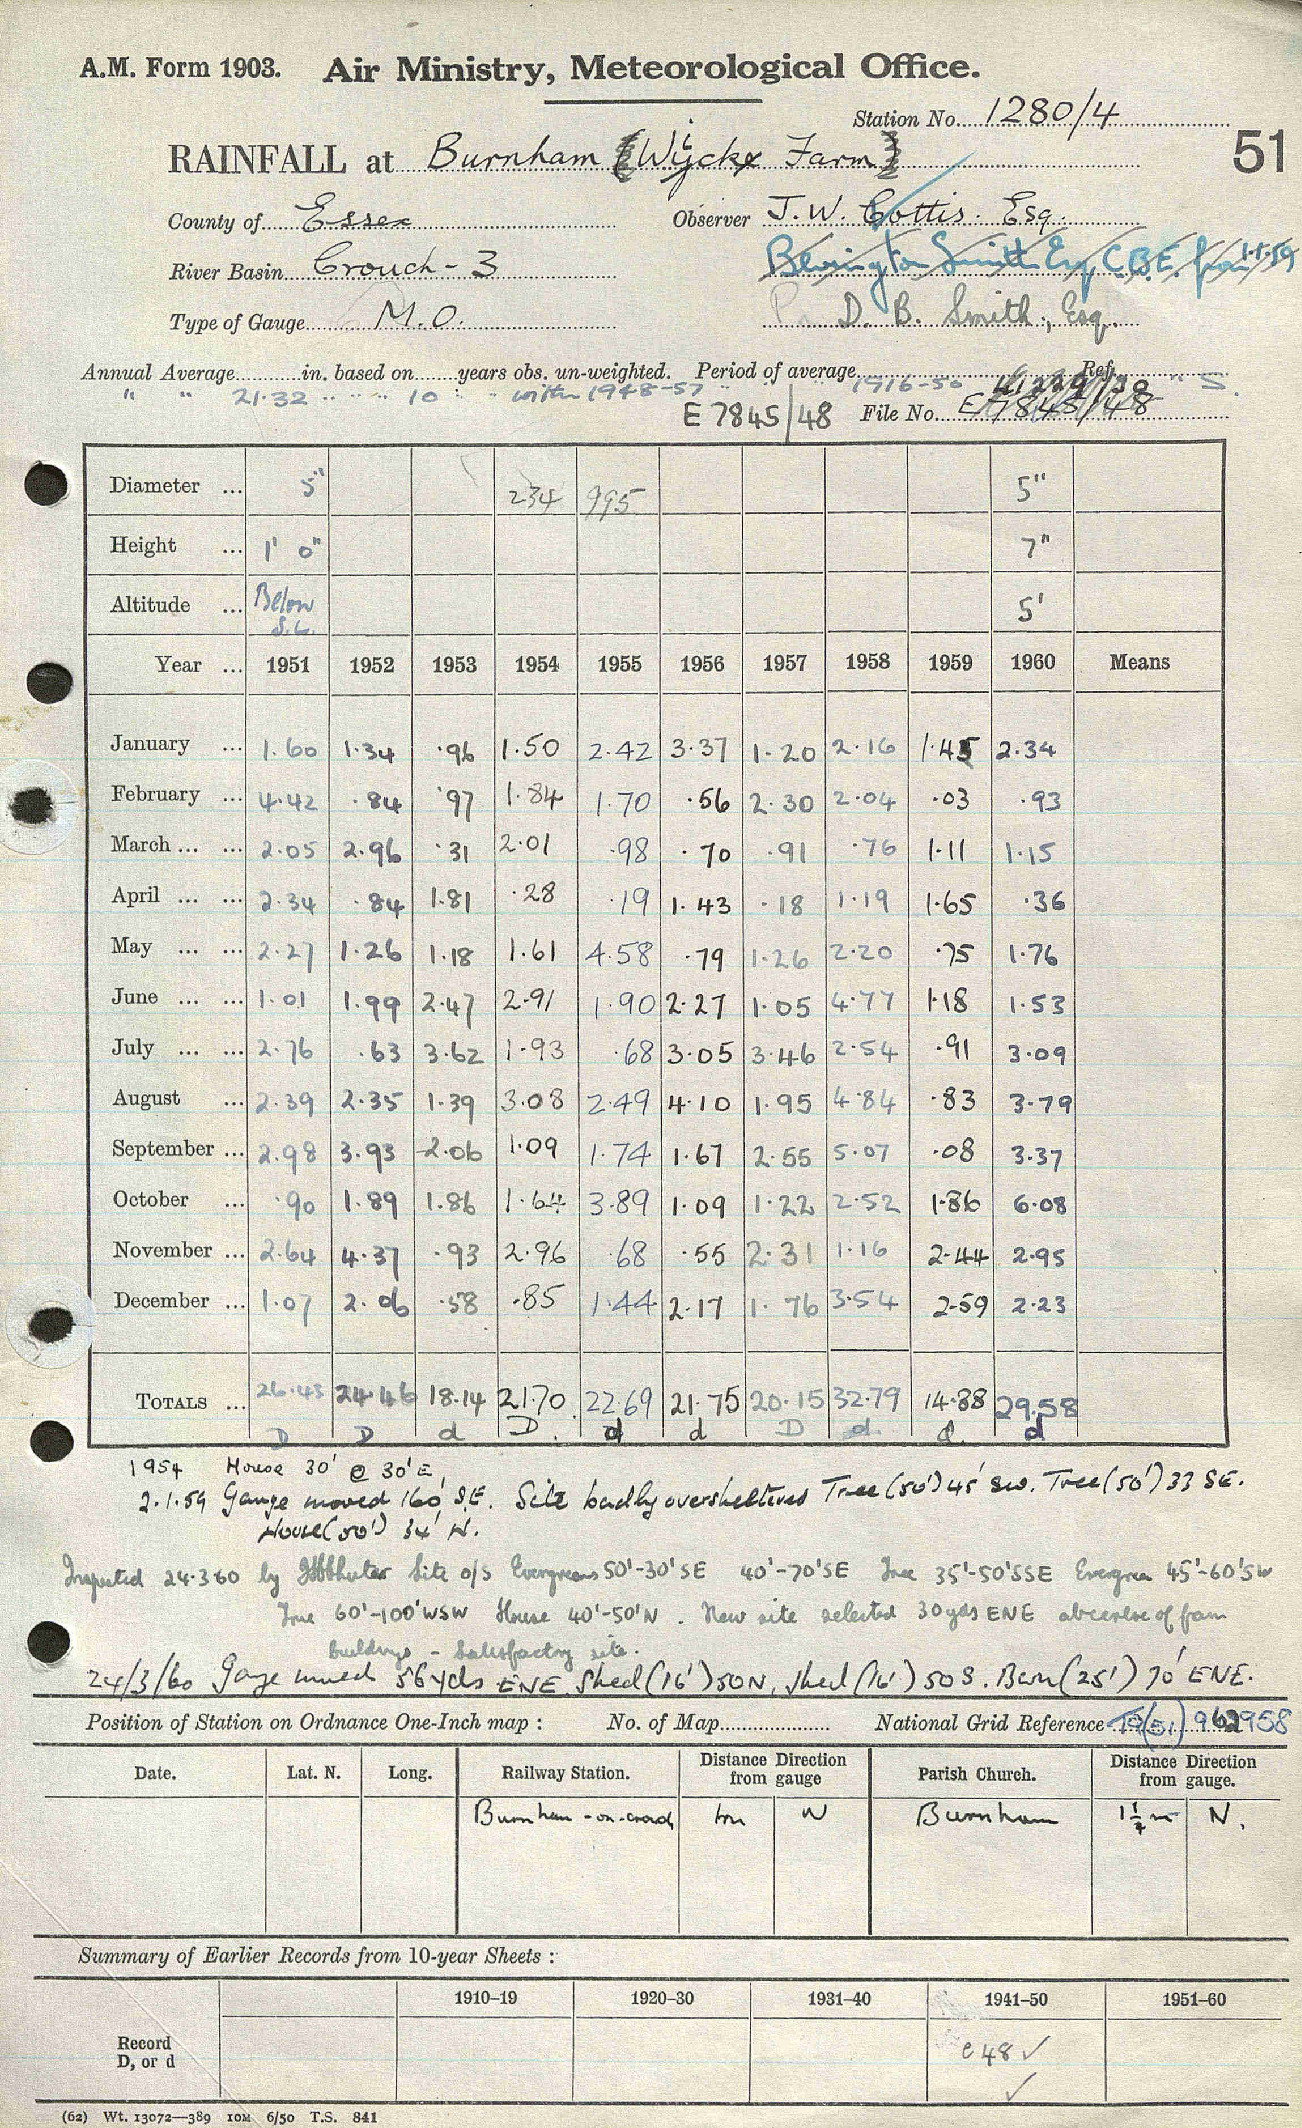 A.M. Form 1903. Air Ministry, Meteorological Office.
Station No. 1280/4
RAINFALL at Burnham (Wick Farm) 51
County of Essex Observer J.W. Cottis. Esq.
River Basin Crouch - 3 Bevington Smith Esq C.B.E. from 1.1.59
Type of Gauge M.O. D. B. Smith, Esq.
Annual Average in. based on years obs. un-weighted. Period of average Ref.
" " 21.32 " " " 10 " " with 1948-57 " " 1916-50 " S
E 7845/48 File No. E 7845/48
Diameter ... 5" 234 995 5"
Height ... 1' 0" 7"
Altitude ... Below S.L. 5'
Year ... 1951 1952 1953 1954 1955 1956 1957 1958 1959 1960 Means
January ... 1.60 1.34 .96 1.50 2.42 3.37 1.20 2.16 1.45 2.34
February ... 4.42 .84 .97 1.84 1.70 .56 2.30 2.04 .03 .93
March ... ... 2.05 2.96 .31 2.01 .98 .70 .91 .76 1.11 1.15
April ... ... 2.34 .84 1.81 .28 .19 1.43 .18 1.19 1.65 .36
May ... ... 2.27 1.26 1.18 1.61 4.58 .79 1.26 2.20 .75 1.76
June ... ... 1.01 1.99 2.47 2.91 1.90 2.27 1.05 4.77 1.18 1.53
July ... ... 2.76 .63 3.62 1.93 .68 3.05 3.46 2.54 .91 3.09
August ... 2.39 2.35 1.39 3.08 2.49 4.10 1.95 4.84 .83 3.79
September ... 2.98 3.93 2.06 1.09 1.74 1.67 2.55 5.07 .08 3.37
October ... .90 1.89 1.86 1.64 3.89 1.09 1.22 2.52 1.86 6.08
November ... 2.64 4.37 .93 2.96 .68 .55 2.31 1.16 2.44 2.95
December ... 1.07 2.06 .58 .85 1.44 2.17 1.76 3.54 2.59 2.23
TOTALS ... 26.43 24.46 18.14 21.70 22.69 21.75 20.15 32.79 14.88 29.58
D D d D. d d D d d d
1954 House 30' @ 30' E.
2.1.59 Gauge moved 160' S.E. Site badly oversheltered Tree (50') 45' SW. Tree (50') 33 SE.
House (50') 34' N.
Inspected 24.3.60 by Site o/s Evergreens 50'-30' SE 40'-70' SE Tree 35'-50' SSE Evergreen 45'-60' SW
Tree 60'-100' WSW House 40'-50' N. New site selected 30 yds ENE of farm
buildings - Satisfactory site.
24/3/60 Gauge moved 56 yds ENE. Shed (16') 50 N, Shed (16') 50 S. Barn (25') 70' ENE.
Position of Station on Ordnance One-Inch map : No. of Map National Grid Reference (51) 962958
Date. Lat. N. Long. Railway Station. Distance from gauge Direction Parish Church. Distance from gauge. Direction
Burnham-on-Crouch 1m N Burnham 1¼ m N.
Summary of Earlier Records from 10-year Sheets :
1910-19 1920-30 1931-40 1941-50 1951-60
Record D, or d c 48 ✓
✓
(62) Wt. 13072—389 10M 6/50 T.S. 841